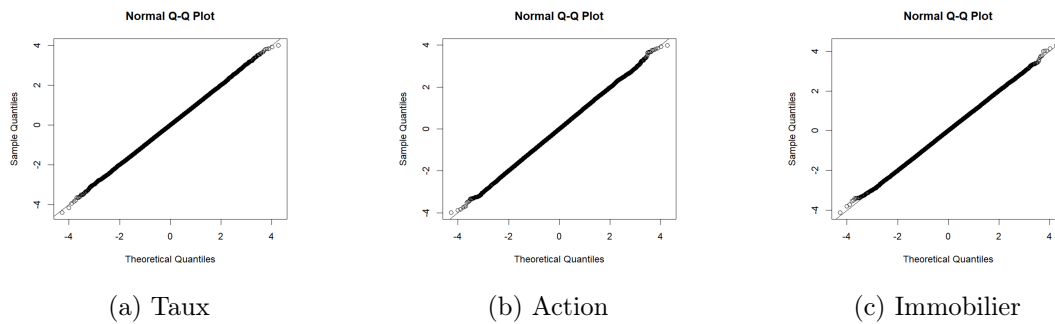 Normal Q-Q Plot
Sample Quantiles
4
2
0
-2
-4
-4
-2
0
2
4
Theoretical Quantiles
(a) Taux
Normal Q-Q Plot
Sample Quantiles
4
2
0
-2
-4
-4
-2
0
2
4
Theoretical Quantiles
(b) Action
Normal Q-Q Plot
Sample Quantiles
4
2
0
-2
-4
-4
-2
0
2
4
Theoretical Quantiles
(c) Immobilier